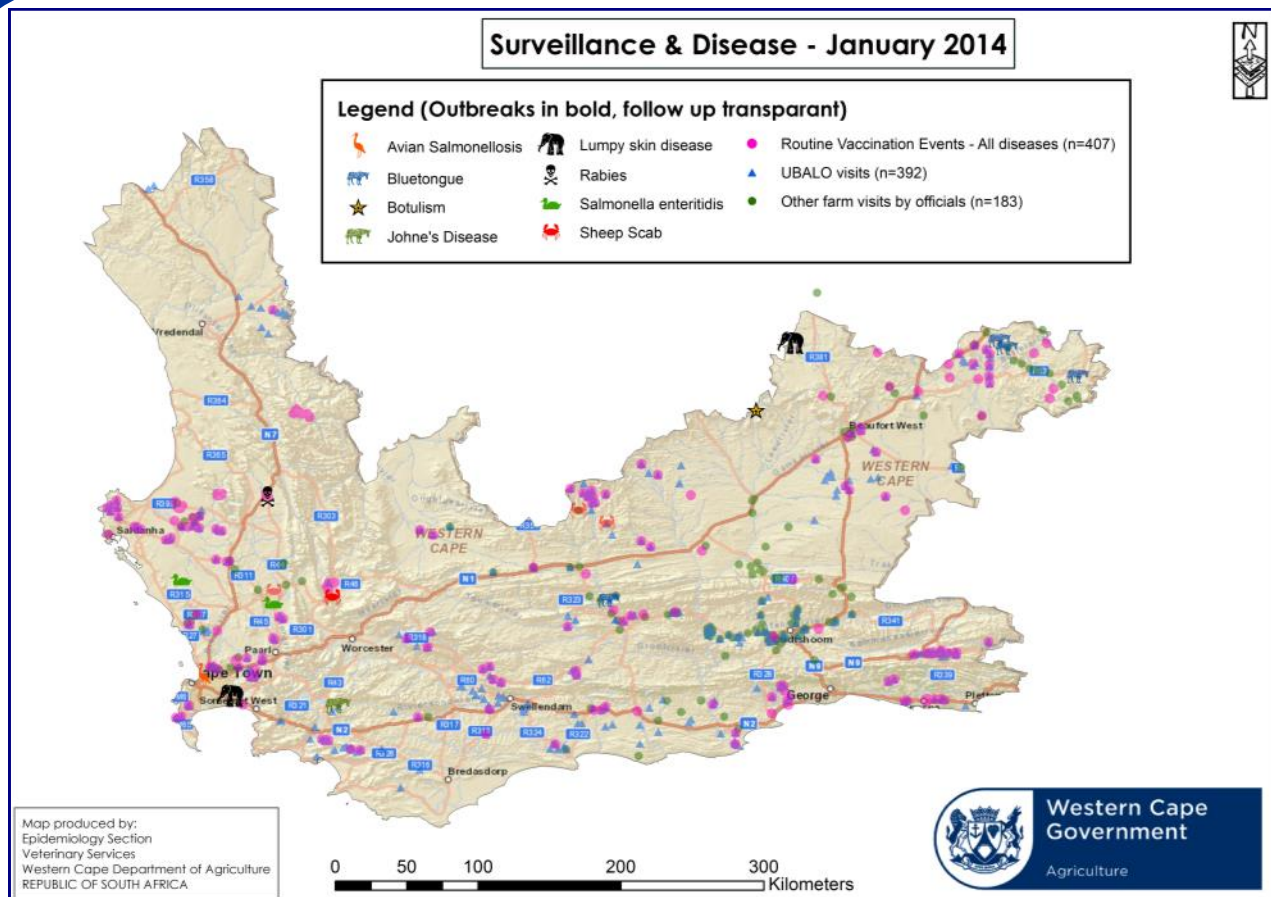 Surveillance & Disease - January 2014
N
Legend (Outbreaks in bold, follow up transparant)
Avian Salmonellosis
Bluetongue
Botulism
Johne's Disease
Lumpy skin disease
Rabies
Salmonella enteritidis
Sheep Scab
Routine Vaccination Events - All diseases (n=407)
UBALO visits (n=392)
Other farm visits by officials (n=183)
R358
Vredendal
R381
R364
N7
Beaufort West
R365
WESTERN
CAPE
R303
Saldanha
WESTERN
CAPE
R311
R46
N1
R315
R323
R45
R301
R341
R318
Paarl
Worcester
N9
N9
Cape Town
R43
R60
R62
R328
R339
George
Somerset West
R321
Swellendam
N2
R317
R324
R322
N2
R326
R316
Bredasdorp
Map produced by:
Epidemiology Section
Veterinary Services
Western Cape Department of Agriculture
REPUBLIC OF SOUTH AFRICA
0 50 100 200 300
Kilometers
Western Cape
Government
Agriculture